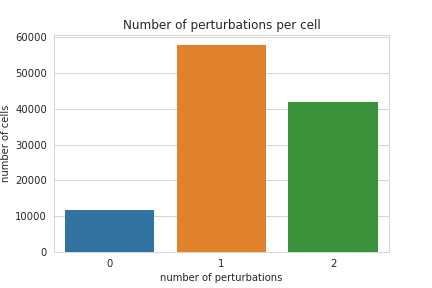 Number of perturbations per cell
number of cells
60000
50000
40000
30000
20000
10000
0
0 1 2
number of perturbations